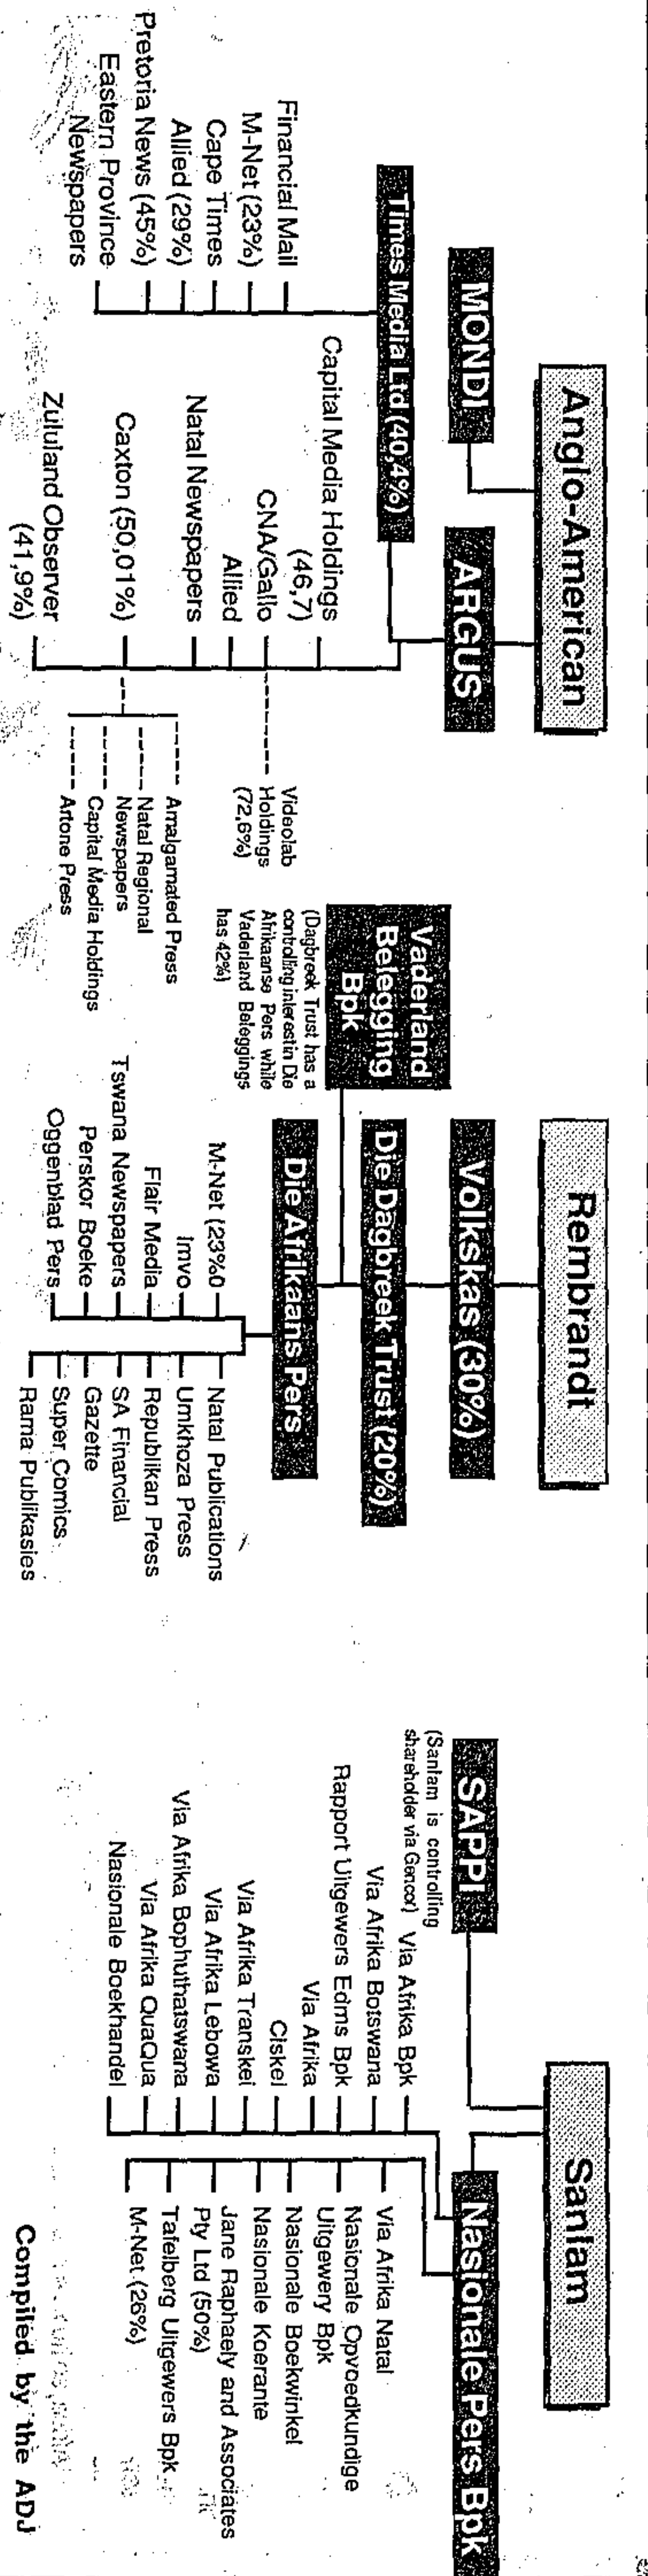 Anglo-American
MONDI
ARGUS
Times Media Ltd (40,4%)
Financial Mail
M-Net (23%)
Cape Times
Allied (29%)
Pretoria News (45%)
Eastern Province
Newspapers
Capital Media Holdings
(46,7)
CNA/Gallo
Allied
Natal Newspapers
Caxton (50,01%)
Zululand Observer
(41,9%)
Videolab
Holdings
(72,6%)
Amalgamated Press
Natal Regional
Newspapers
Capital Media Holdings
Artone Press
Rembrandt
Volkskas (30%)
Die Dagbreek Trust (20%)
Vaderland
Belegging
Bpk
(Dagbreek Trust has a
controlling interest in Die
Afrikaanse Pers while
Vaderland Beleggings
has 42%)
Die Afrikaans Pers
M-Net (23%0
Imvo
Flair Media
Tswana Newspapers
Perskor Boeke
Oggenblad Pers
Natal Publications
Umkhoza Press
Republikan Press
SA Financial
Gazette
Super Comics
Rama Publikasies
Sanlam
SAPPI
(Sanlam is controlling
shareholder via Gencor)
Nasionale Pers Bpk
Via Afrika Bpk
Via Afrika Botswana
Rapport Uitgewers Edms Bpk
Via Afrika
Ciskei
Via Afrika Transkei
Via Afrika Lebowa
Via Afrika Bophuthatswana
Via Afrika QuaQua
Nasionale Boekhandel
Via Afrika Natal
Nasionale Opvoedkundige
Uitgewery Bpk
Nasionale Boekwinkel
Nasionale Koerante
Jane Raphaely and Associates
Pty Ltd (50%)
Tafelberg Uitgewers Bpk
M-Net (26%)
Compiled by the ADJ